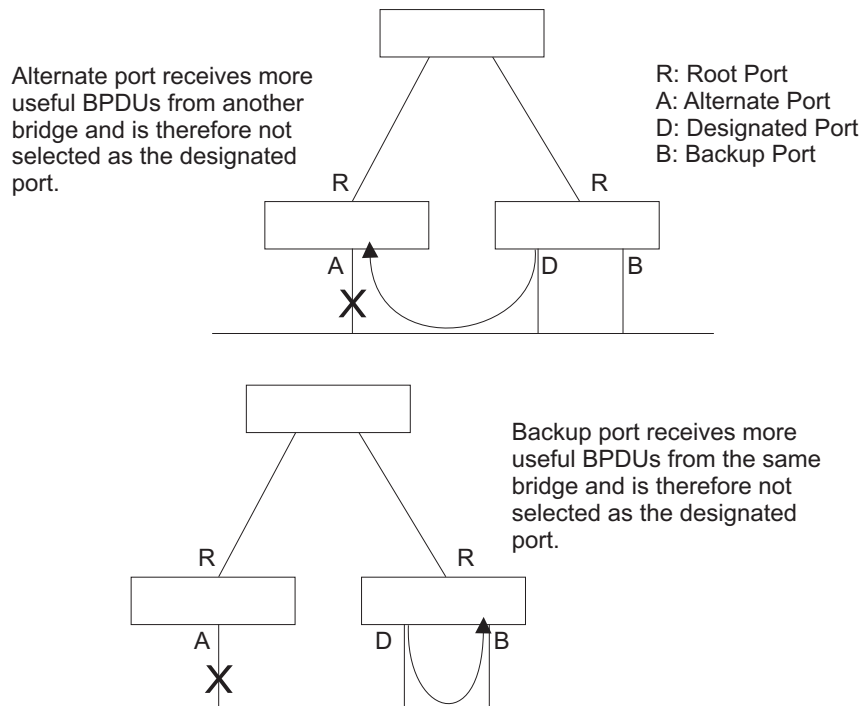 Alternate port receives more
useful BPDUs from another
bridge and is therefore not
selected as the designated
port.
R: Root Port
A: Alternate Port
D: Designated Port
B: Backup Port
R
R
A
D
B
X
Backup port receives more
useful BPDUs from the same
bridge and is therefore not
selected as the designated
port.
R
R
A
D
B
X